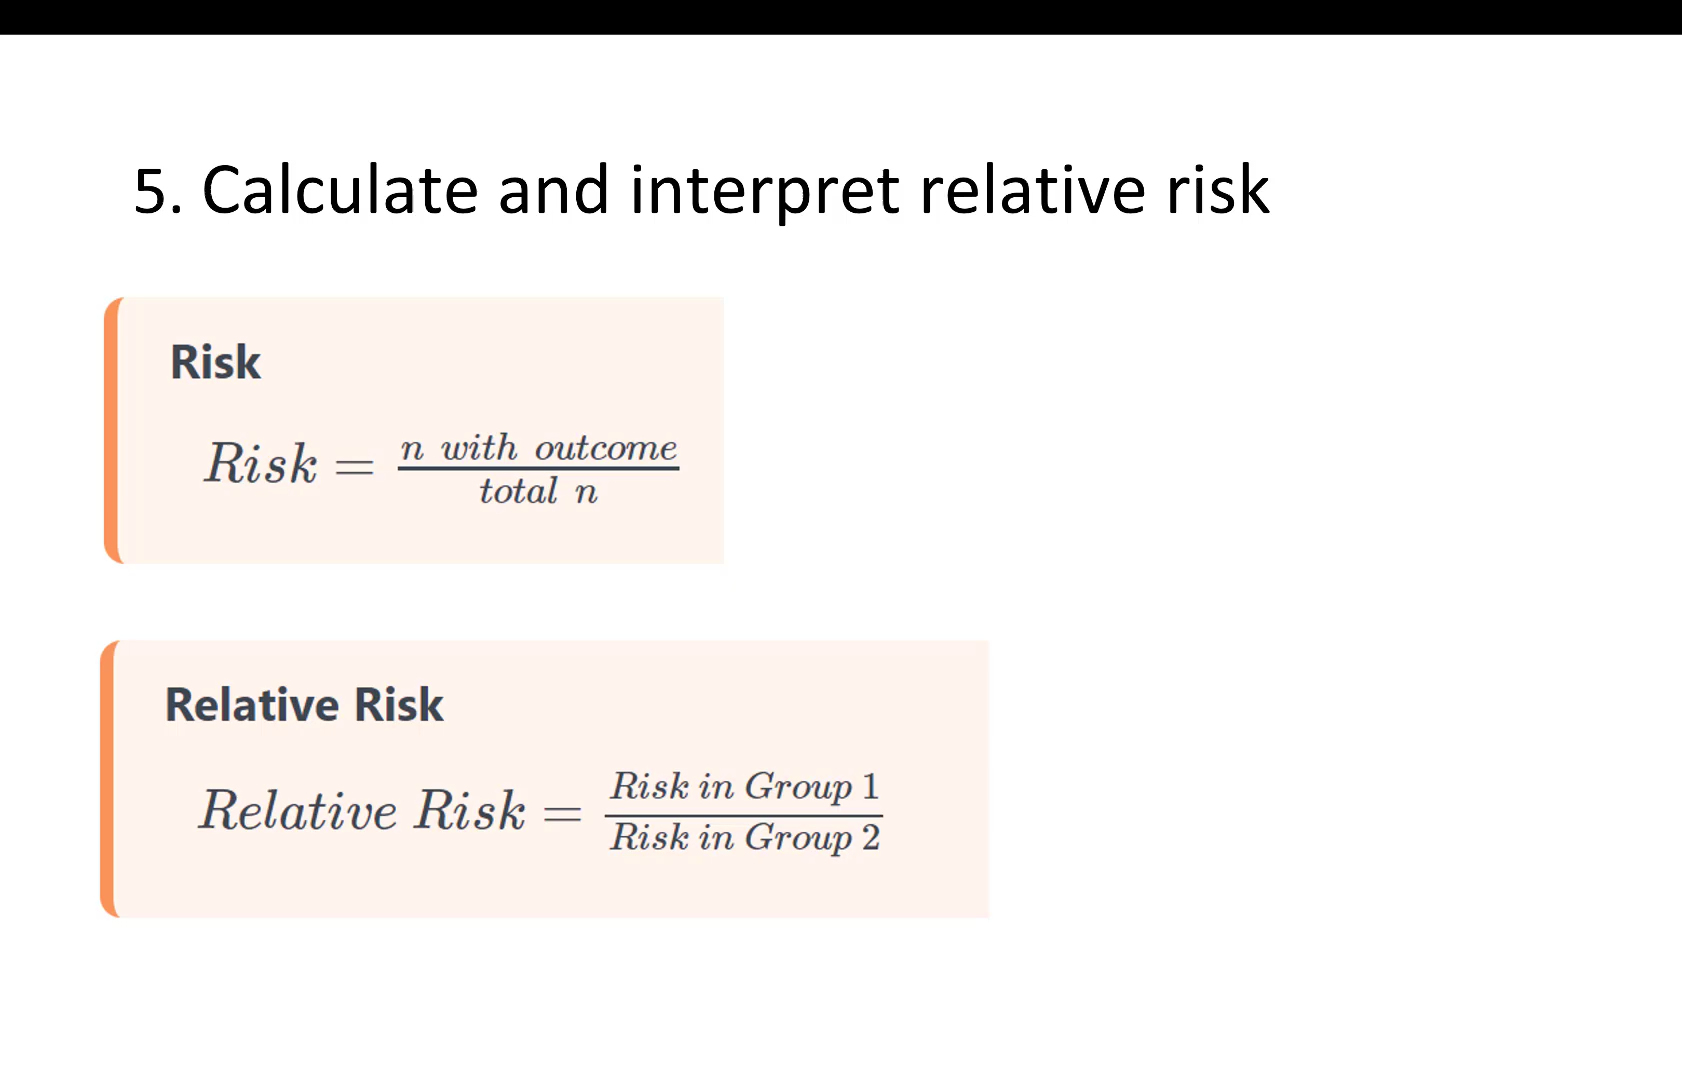 5. Calculate and interpret relative risk
Risk
Risk = n with outcome / total n
Relative Risk
Relative Risk = Risk in Group 1 / Risk in Group 2